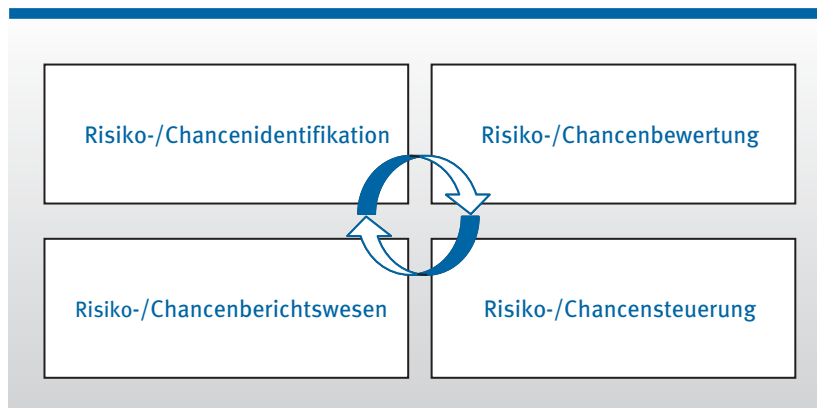 Risiko-/Chancenidentifikation
Risiko-/Chancenbewertung
Risiko-/Chancenberichtswesen
Risiko-/Chancensteuerung